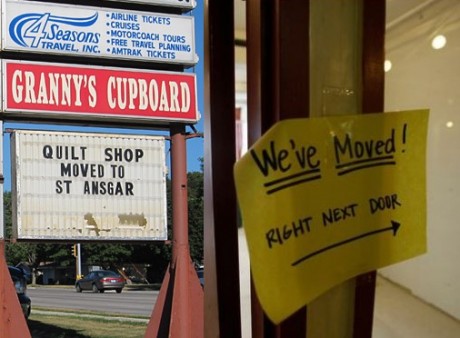 4 Seasons
TRAVEL, INC.
• AIRLINE TICKETS
• CRUISES
• MOTORCOACH TOURS
• FREE TRAVEL PLANNING
• AMTRAK TICKETS
GRANNY'S CUPBOARD
QUILT SHOP
MOVED TO
ST ANSGAR
We've Moved!
RIGHT NEXT DOOR